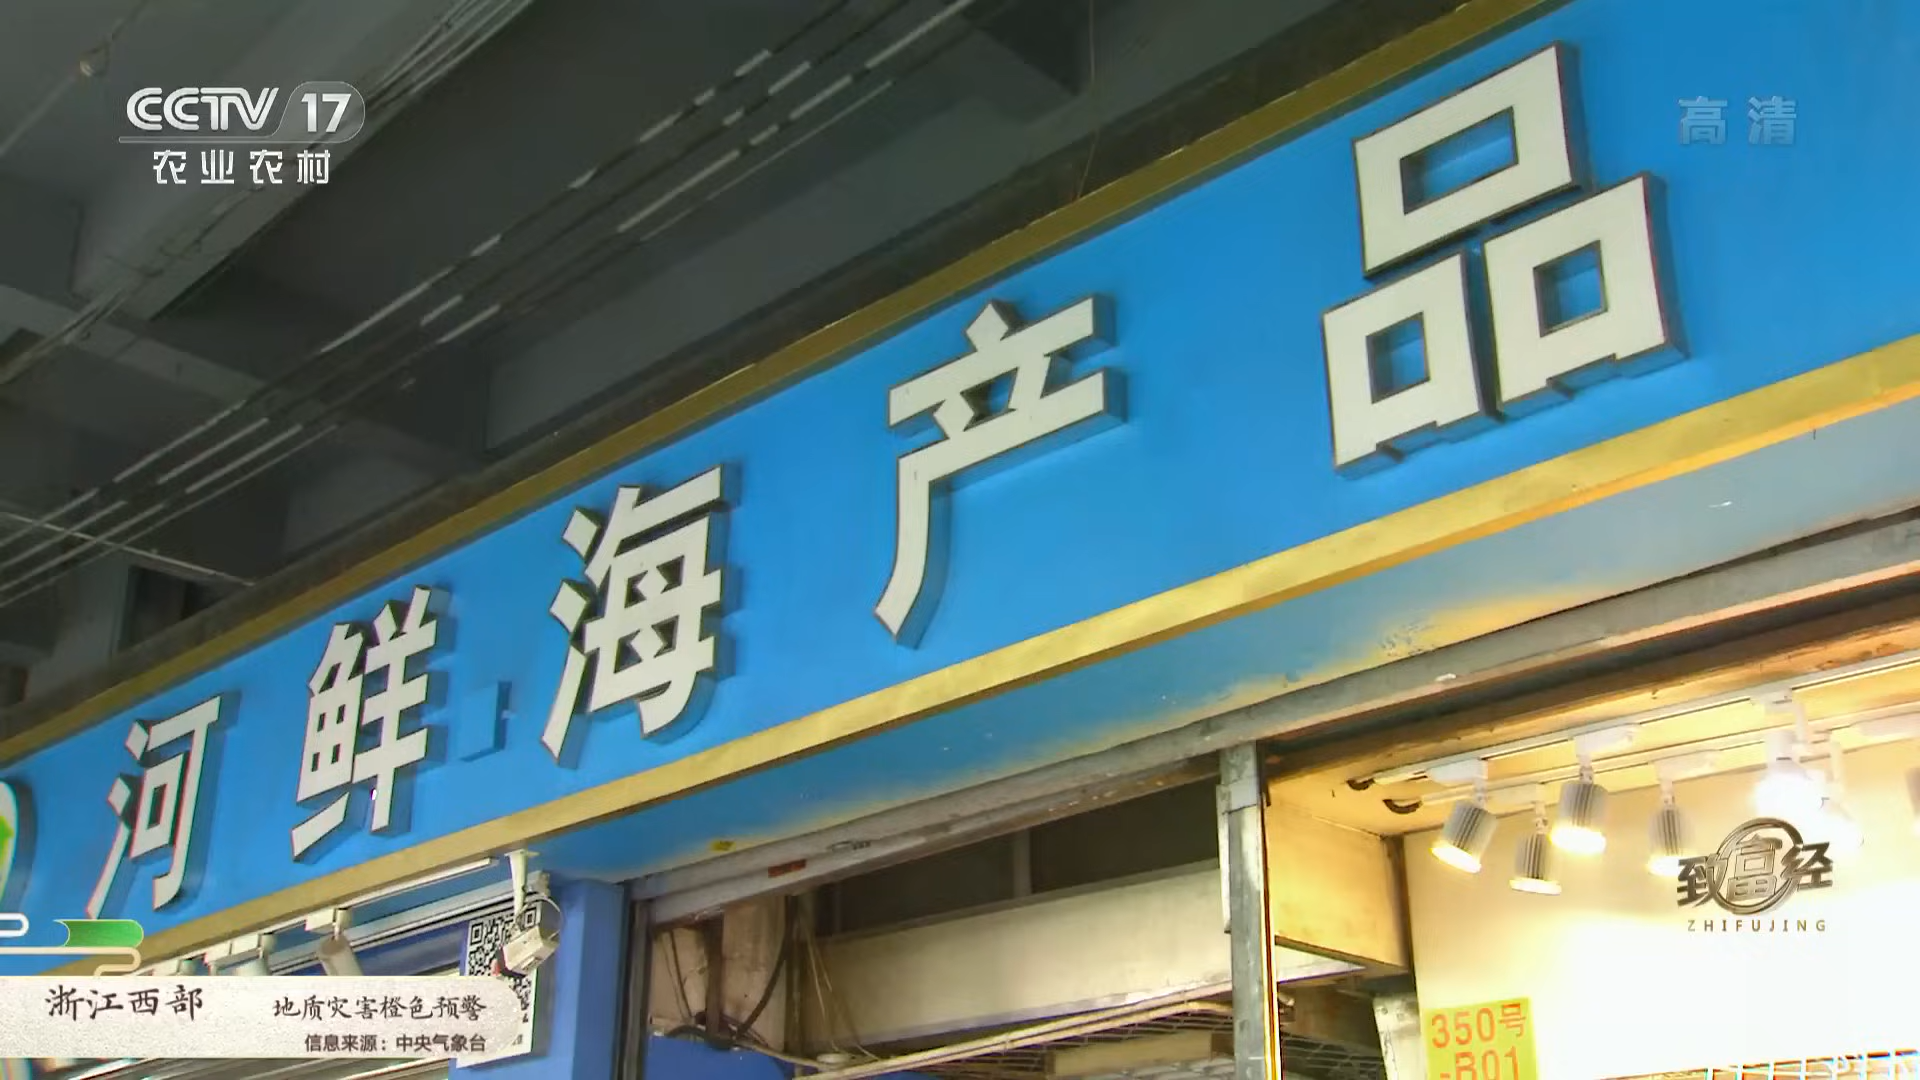 CCTV 17
农业农村
高清
河鲜海产品
致富经
ZHIFUJING
350号
-B01
浙江西部 地质灾害橙色预警
信息来源：中央气象台